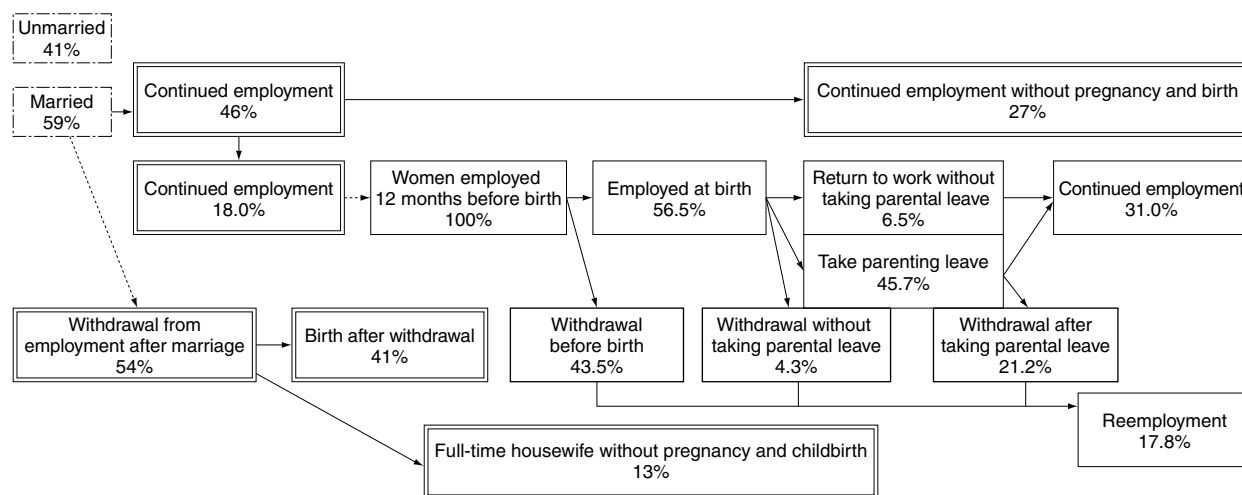 Unmarried
41%
Married
59%
Continued employment
46%
Continued employment without pregnancy and birth
27%
Continued employment
18.0%
Women employed
12 months before birth
100%
Employed at birth
56.5%
Return to work without
taking parental leave
6.5%
Continued employment
31.0%
Take parenting leave
45.7%
Withdrawal from
employment after marriage
54%
Birth after withdrawal
41%
Withdrawal
before birth
43.5%
Withdrawal without
taking parental leave
4.3%
Withdrawal after
taking parental leave
21.2%
Reemployment
17.8%
Full-time housewife without pregnancy and childbirth
13%